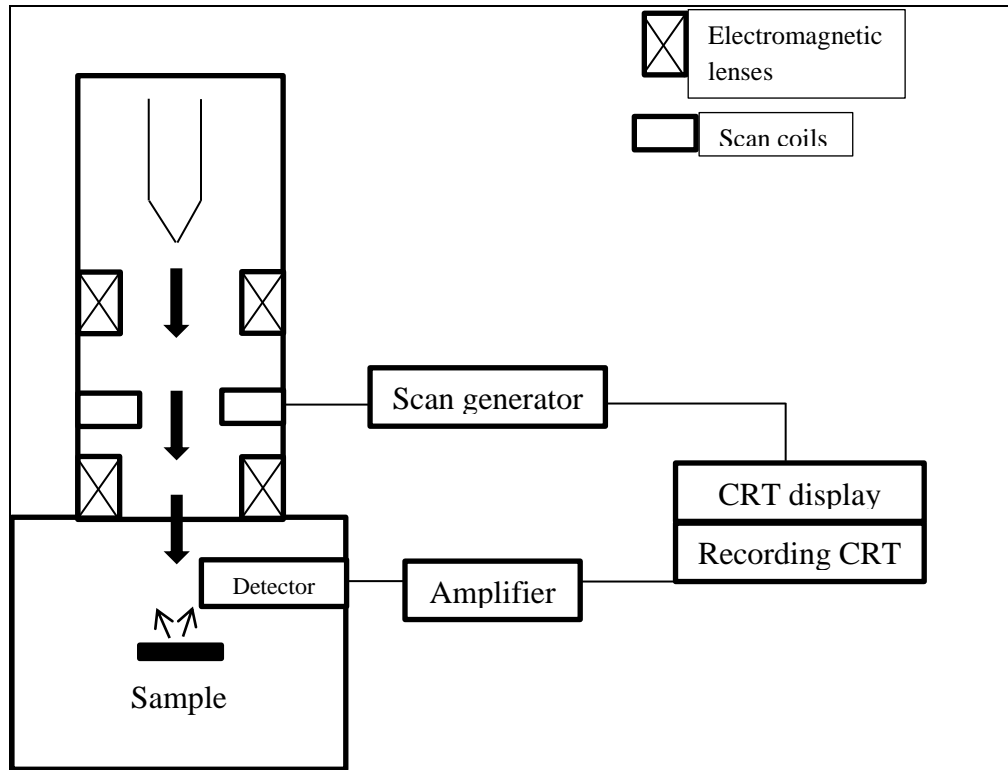 Electromagnetic
lenses
Scan coils
Scan generator
CRT display
Recording CRT
Detector
Amplifier
Sample